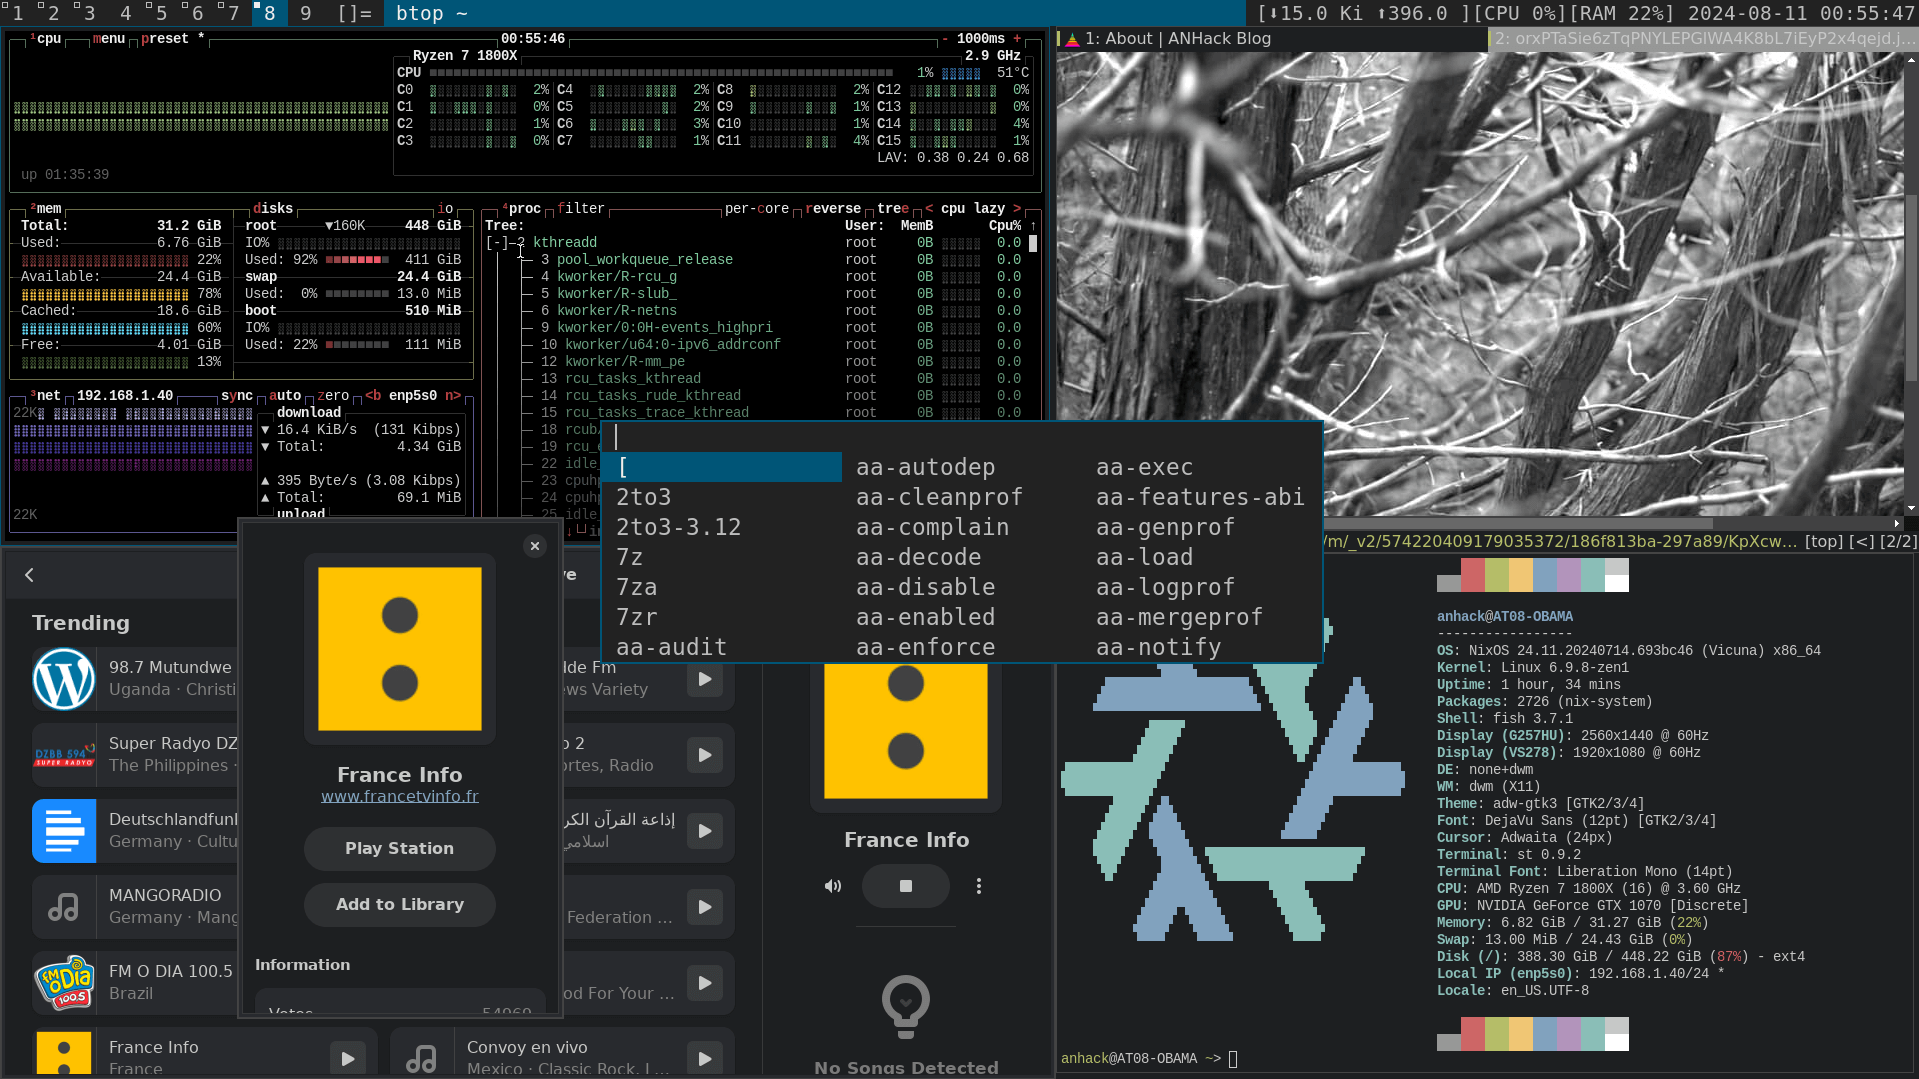 1 2 3 4 5 6 7 8 9 []= btop ~ [⬇15.0 Ki ⬆396.0 ][CPU 0%][RAM 22%] 2024-08-11 00:55:47
¹cpu menu preset * 00:55:46 - 1000ms +
Ryzen 7 1800X 2.9 GHz
CPU 1% 51°C
C0 2% C4 2% C8 2% C12 0%
C1 0% C5 2% C9 1% C13 0%
C2 1% C6 3% C10 1% C14 4%
C3 0% C7 1% C11 4% C15 1%
LAV: 0.38 0.24 0.68
up 01:35:39
²mem disks io
Total: 31.2 GiB root ▼160K 448 GiB
Used: 6.76 GiB IO%
22% Used: 92% 411 GiB
Available: 24.4 GiB swap 24.4 GiB
78% Used: 0% 13.0 MiB
Cached: 18.6 GiB boot 510 MiB
60% IO%
Free: 4.01 GiB Used: 22% 111 MiB
13%
³net 192.168.1.40 sync auto zero <b enp5s0 n>
22K download
▼ 16.4 KiB/s (131 Kibps)
▼ Total: 4.34 GiB
▲ 395 Byte/s (3.08 Kibps)
▲ Total: 69.1 MiB
22K upload
⁴proc filter per-core reverse tree < cpu lazy >
Tree: User: MemB Cpu% ↑
[-]─2 kthreadd root 0B 0.0
3 pool_workqueue_release root 0B 0.0
4 kworker/R-rcu_g root 0B 0.0
5 kworker/R-slub_ root 0B 0.0
6 kworker/R-netns root 0B 0.0
9 kworker/0:0H-events_highpri root 0B 0.0
10 kworker/u64:0-ipv6_addrconf root 0B 0.0
12 kworker/R-mm_pe root 0B 0.0
13 rcu_tasks_kthread root 0B 0.0
14 rcu_tasks_rude_kthread root 0B 0.0
15 rcu_tasks_trace_kthread root 0B 0.0
18 rcub/
19 rcu_
22 idle_
23 cpuh
24 cpuh
25 idle_
1: About | ANHack Blog
2: orxPTaSie6zTqPNYLEPGlWA4K8bL7iEyP2x4qejd.j...
/m/_v2/574220409179035372/186f813ba-297a89/KpXcw... [top] [<] [2/2]
[ aa-autodep aa-exec
2to3 aa-cleanprof aa-features-abi
2to3-3.12 aa-complain aa-genprof
7z aa-decode aa-load
7za aa-disable aa-logprof
7zr aa-enabled aa-mergeprof
aa-audit aa-enforce aa-notify
Trending
98.7 Mutundwe
Uganda · Christi
DZBB 594
SUPER RADYO
Super Radyo DZ
The Philippines ·
Deutschlandfunk
Germany · Cultu
MANGORADIO
Germany · Mang
FM O DIA 100.5
FM O DIA 100.5
Brazil
France Info
France
ve
lde Fm
ews Variety
o 2
ortes, Radio
إذاعة القرآن الكر
اسلامي
Federation ...
od For Your ...
Convoy en vivo
Mexico · Classic Rock, I ...
France Info
www.francetvinfo.fr
Play Station
Add to Library
Information
Votes 54969
France Info
No Songs Detected
anhack@AT08-OBAMA
-----------------
OS: NixOS 24.11.20240714.693bc46 (Vicuna) x86_64
Kernel: Linux 6.9.8-zen1
Uptime: 1 hour, 34 mins
Packages: 2726 (nix-system)
Shell: fish 3.7.1
Display (G257HU): 2560x1440 @ 60Hz
Display (VS278): 1920x1080 @ 60Hz
DE: none+dwm
WM: dwm (X11)
Theme: adw-gtk3 [GTK2/3/4]
Font: DejaVu Sans (12pt) [GTK2/3/4]
Cursor: Adwaita (24px)
Terminal: st 0.9.2
Terminal Font: Liberation Mono (14pt)
CPU: AMD Ryzen 7 1800X (16) @ 3.60 GHz
GPU: NVIDIA GeForce GTX 1070 [Discrete]
Memory: 6.82 GiB / 31.27 GiB (22%)
Swap: 13.00 MiB / 24.43 GiB (0%)
Disk (/): 388.30 GiB / 448.22 GiB (87%) - ext4
Local IP (enp5s0): 192.168.1.40/24 *
Locale: en_US.UTF-8
anhack@AT08-OBAMA ~>